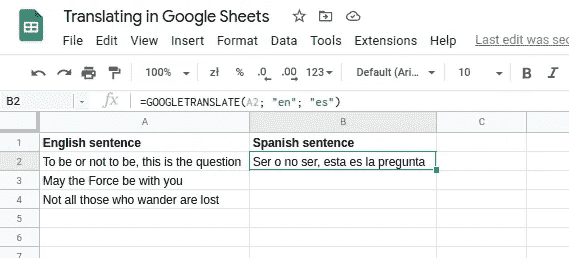 Translating in Google Sheets
File Edit View Insert Format Data Tools Extensions Help Last edit was sec
100% zł % .0 .00 123 Default (Ari... 10 B I
B2 fx =GOOGLETRANSLATE(A2; "en"; "es")
A B C
1 English sentence Spanish sentence
2 To be or not to be, this is the question Ser o no ser, esta es la pregunta
3 May the Force be with you
4 Not all those who wander are lost
5
6
7